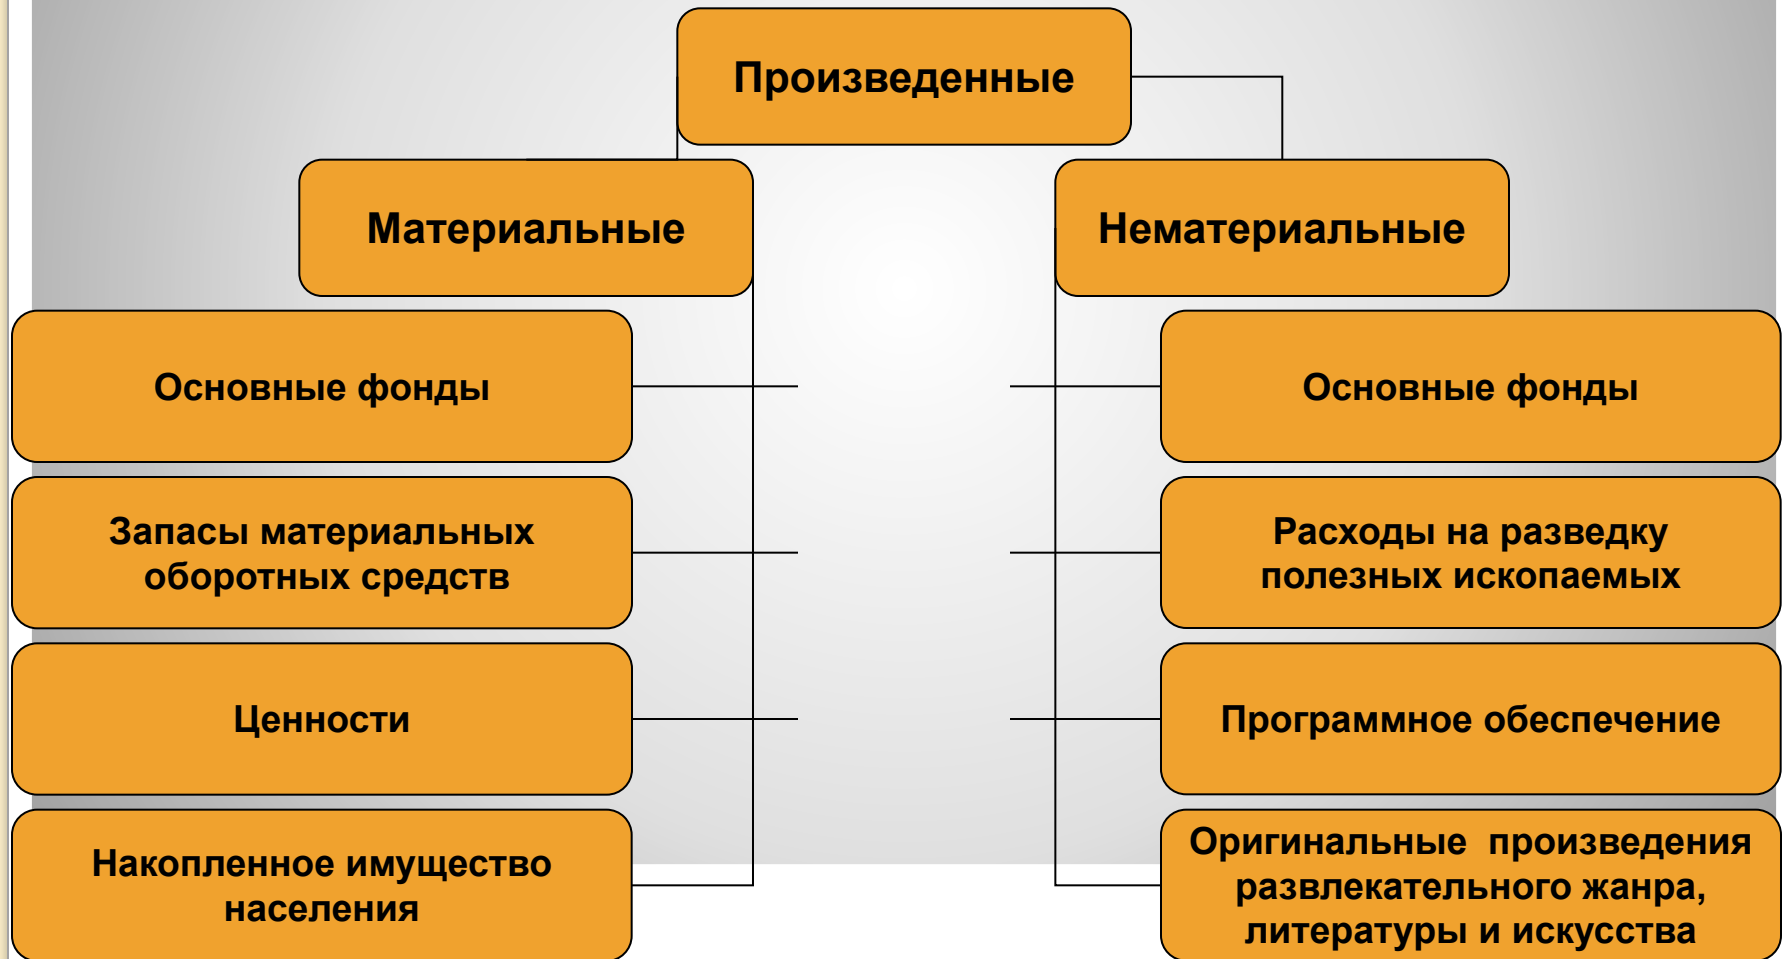 Произведенные
Материальные
Нематериальные
Основные фонды
Основные фонды
Запасы материальных
оборотных средств
Расходы на разведку
полезных ископаемых
Ценности
Программное обеспечение
Накопленное имущество
населения
Оригинальные произведения
развлекательного жанра,
литературы и искусства